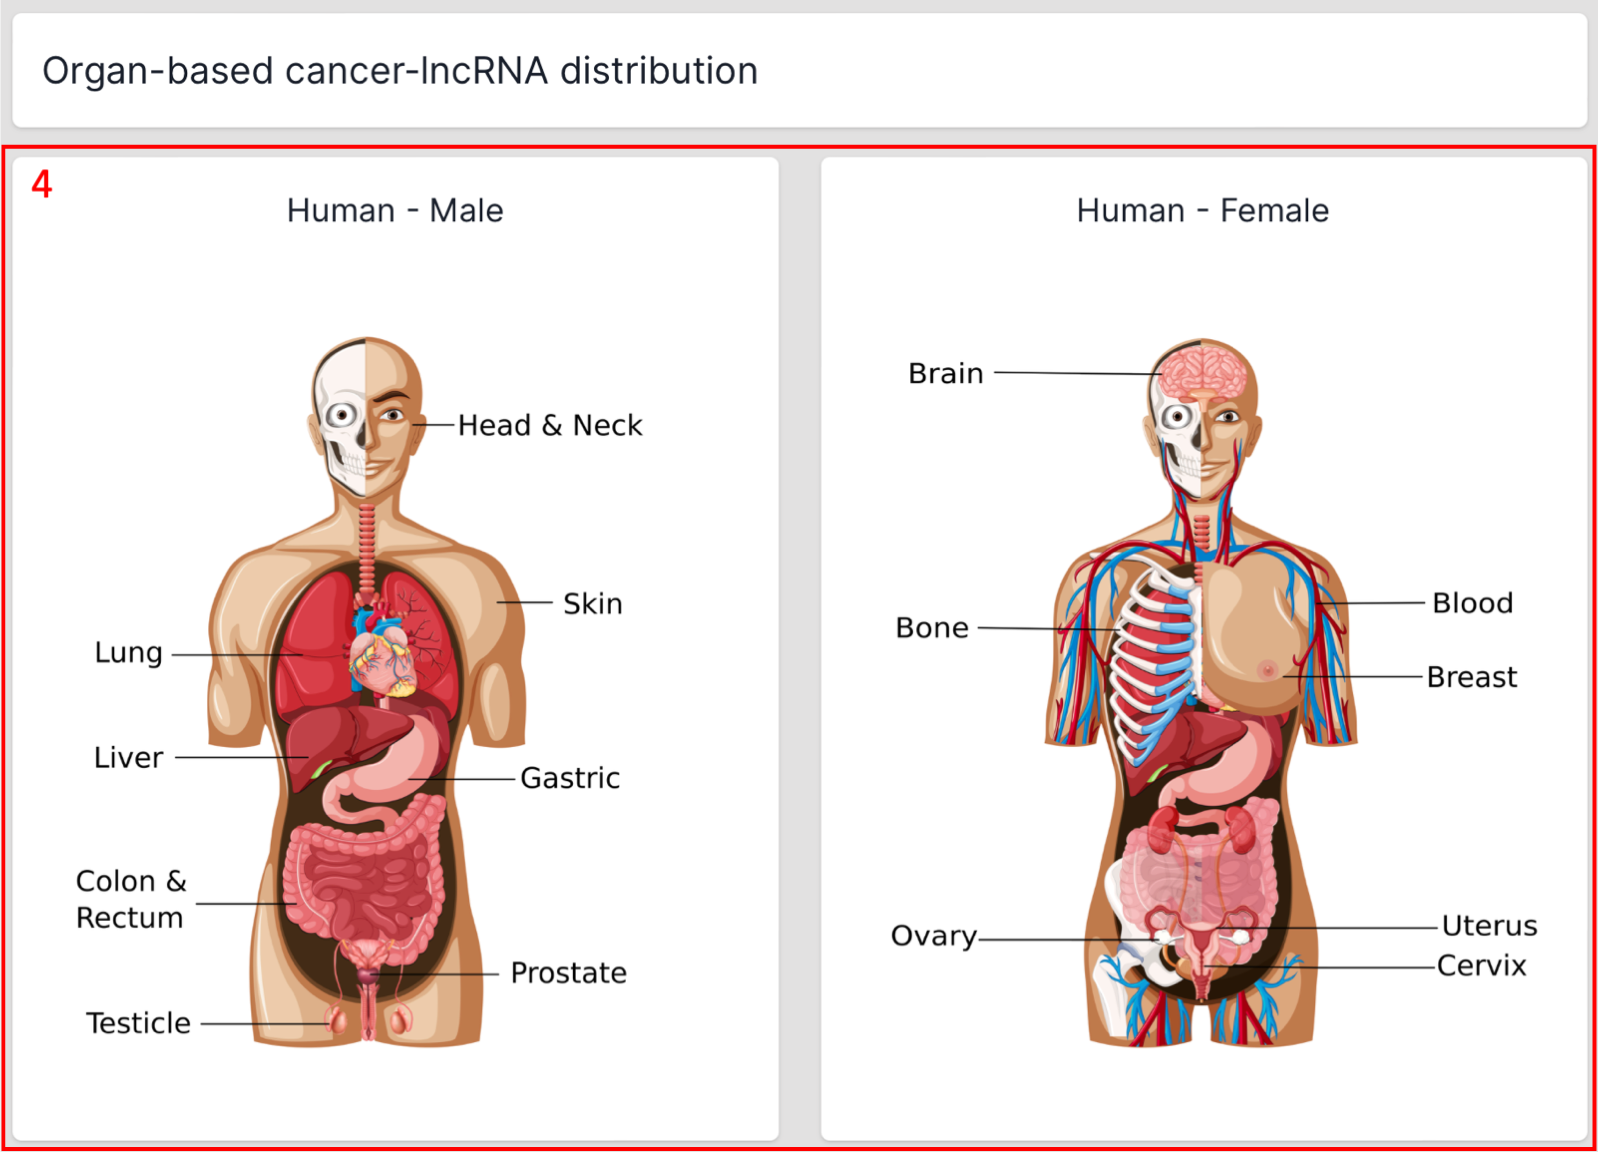 Organ-based cancer-lncRNA distribution
4
Human - Male
Head & Neck
Skin
Lung
Liver
Gastric
Colon &
Rectum
Prostate
Testicle
Human - Female
Brain
Blood
Bone
Breast
Uterus
Ovary
Cervix